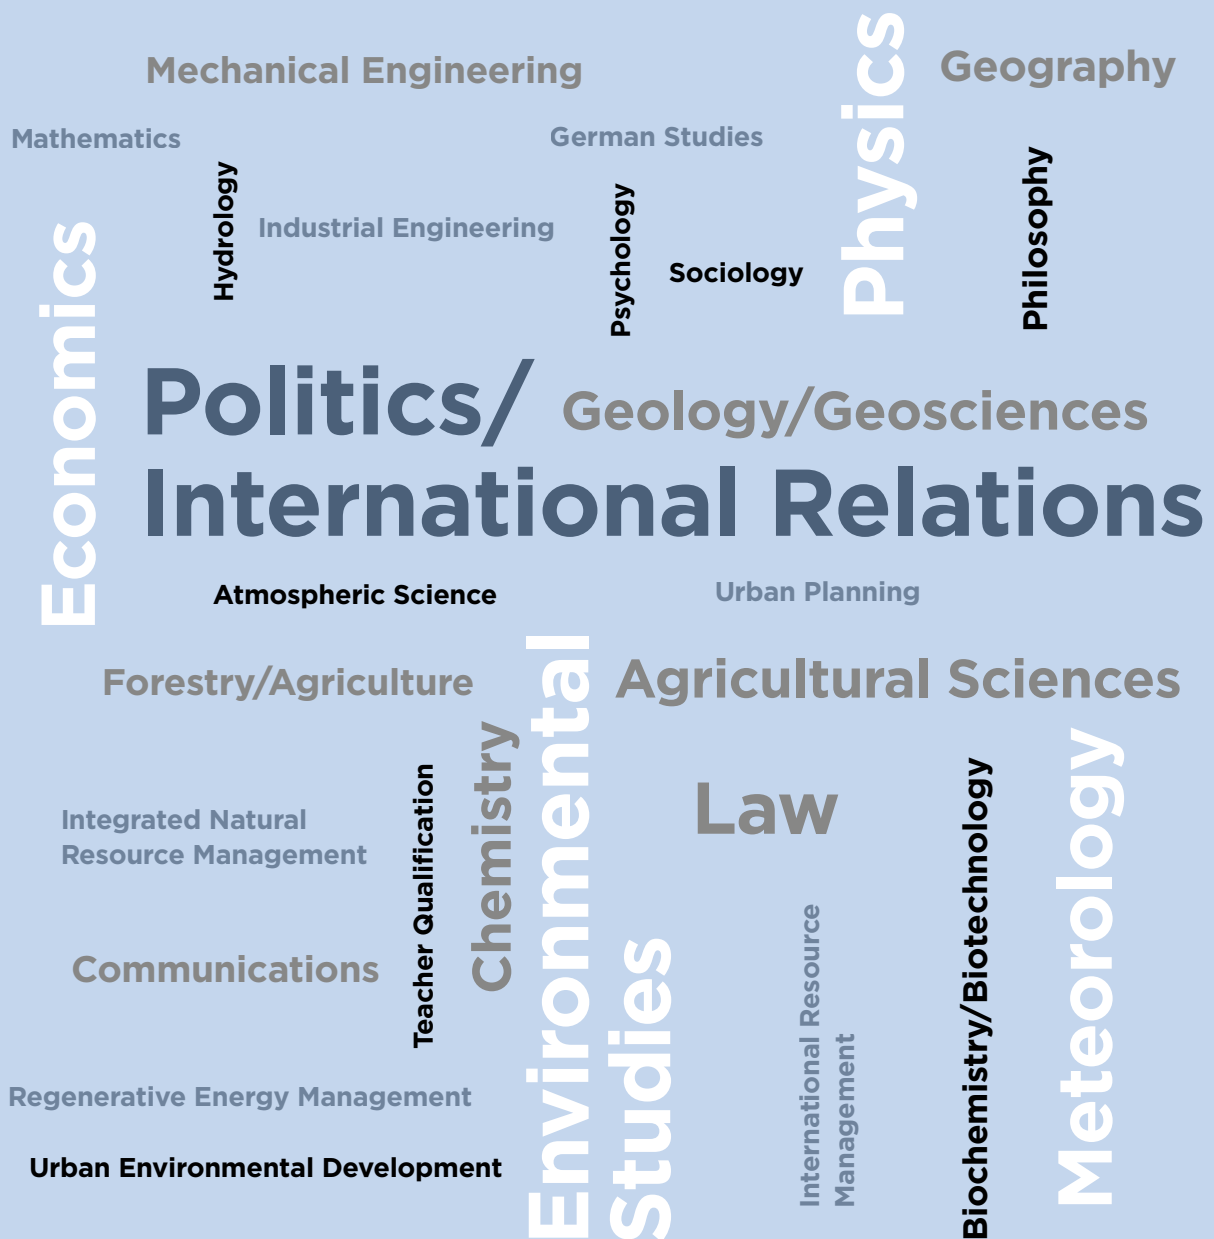 Mechanical Engineering
Physics
Geography
Mathematics
German Studies
Hydrology
Industrial Engineering
Psychology
Sociology
Philosophy
Economics
Politics/
Geology/Geosciences
International Relations
Atmospheric Science
Urban Planning
Forestry/Agriculture
Environmental
Studies
Agricultural Sciences
Chemistry
Meteorology
Teacher Qualification
Law
Biochemistry/Biotechnology
Integrated Natural
Resource Management
International Resource
Management
Communications
Regenerative Energy Management
Urban Environmental Development